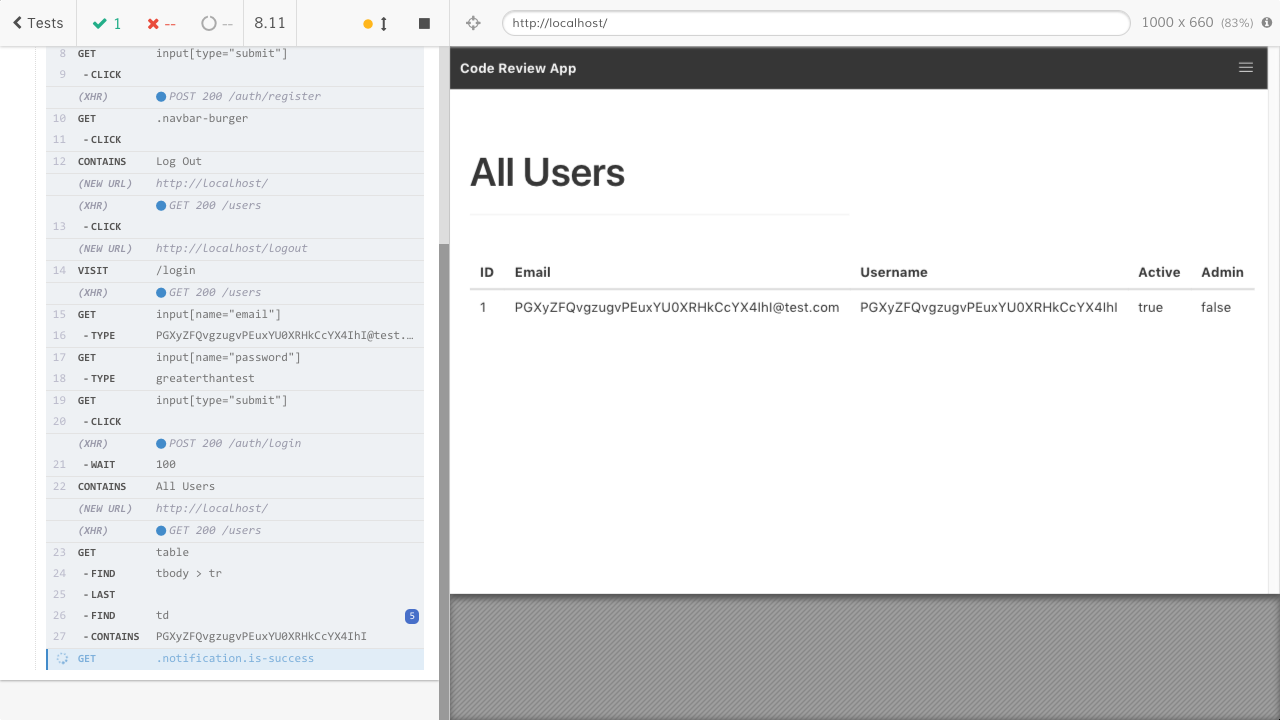 Tests 1 -- -- 8.11
http://localhost/ 1000 x 660 (83%)
8 GET input[type="submit"]
9 - CLICK
(XHR) POST 200 /auth/register
10 GET .navbar-burger
11 - CLICK
12 CONTAINS Log Out
(NEW URL) http://localhost/
(XHR) GET 200 /users
13 - CLICK
(NEW URL) http://localhost/logout
14 VISIT /login
(XHR) GET 200 /users
15 GET input[name="email"]
16 - TYPE PGXyZFQvgzugvPEuxYU0XRHkCcYX4IhI@test.…
17 GET input[name="password"]
18 - TYPE greaterthantest
19 GET input[type="submit"]
20 - CLICK
(XHR) POST 200 /auth/login
21 - WAIT 100
22 CONTAINS All Users
(NEW URL) http://localhost/
(XHR) GET 200 /users
23 GET table
24 - FIND tbody > tr
25 - LAST
26 - FIND td 5
27 - CONTAINS PGXyZFQvgzugvPEuxYU0XRHkCcYX4IhI
GET .notification.is-success
Code Review App
All Users
ID Email Username Active Admin
1 PGXyZFQvgzugvPEuxYU0XRHkCcYX4IhI@test.com PGXyZFQvgzugvPEuxYU0XRHkCcYX4IhI true false